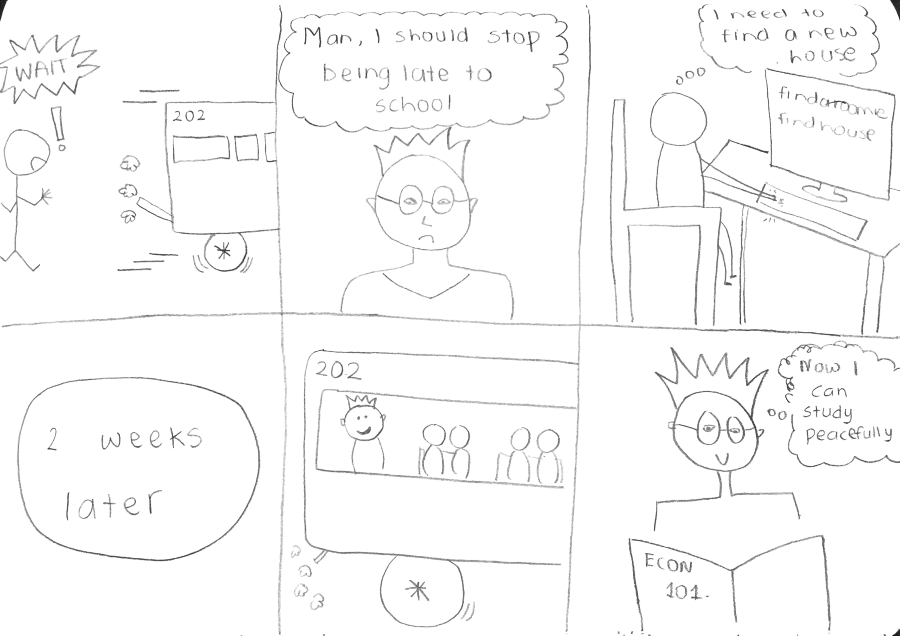 WAIT
!
202
Man, I should stop
being late to
school
I need to
find a new
house
findaroomie
findhouse
2 weeks
later
202
Now I
can
study
peacefully
ECON
101.